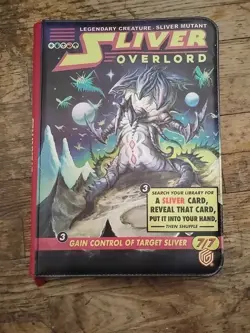 LEGENDARY CREATURE · SLIVER MUTANT
SLIVER
OVERLORD
3
SEARCH YOUR LIBRARY FOR
A SLIVER CARD,
REVEAL THAT CARD,
PUT IT INTO YOUR HAND,
THEN SHUFFLE
3
GAIN CONTROL OF TARGET SLIVER
7/7